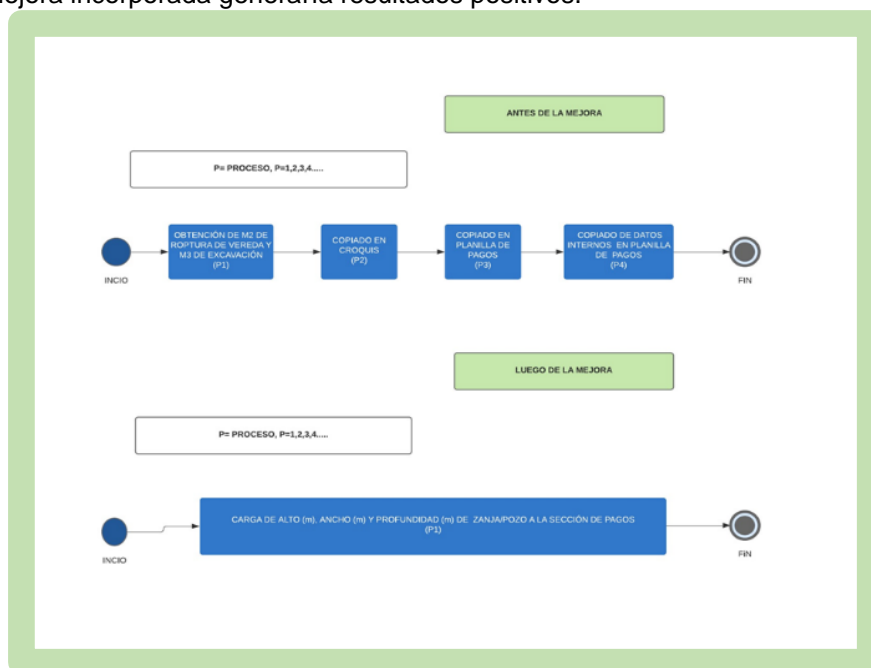 mejora incorporada generaría resultados positivos.
ANTES DE LA MEJORA
P= PROCESO, P=1,2,3,4.....
OBTENCIÓN DE M2 DE
ROPTURA DE VEREDA Y
M3 DE EXCAVACIÓN
(P1)
COPIADO EN
CROQUIS
(P2)
COPIADO EN
PLANILLA DE
PAGOS
(P3)
COPIADO DE DATOS
INTERNOS EN PLANILLA
DE PAGOS
(P4)
INCIO
FIN
LUEGO DE LA MEJORA
P= PROCESO, P=1,2,3,4.....
CARGA DE ALTO (m), ANCHO (m) Y PROFUNDIDAD (m) DE ZANJA/POZO A LA SECCIÓN DE PAGOS
(P1)
INCIO
FIN